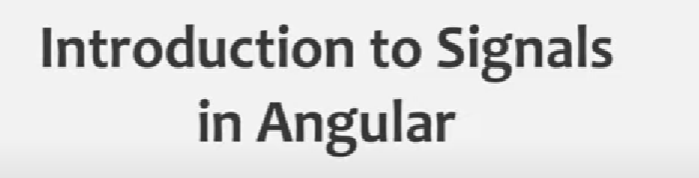 Introduction to Signals
in Angular